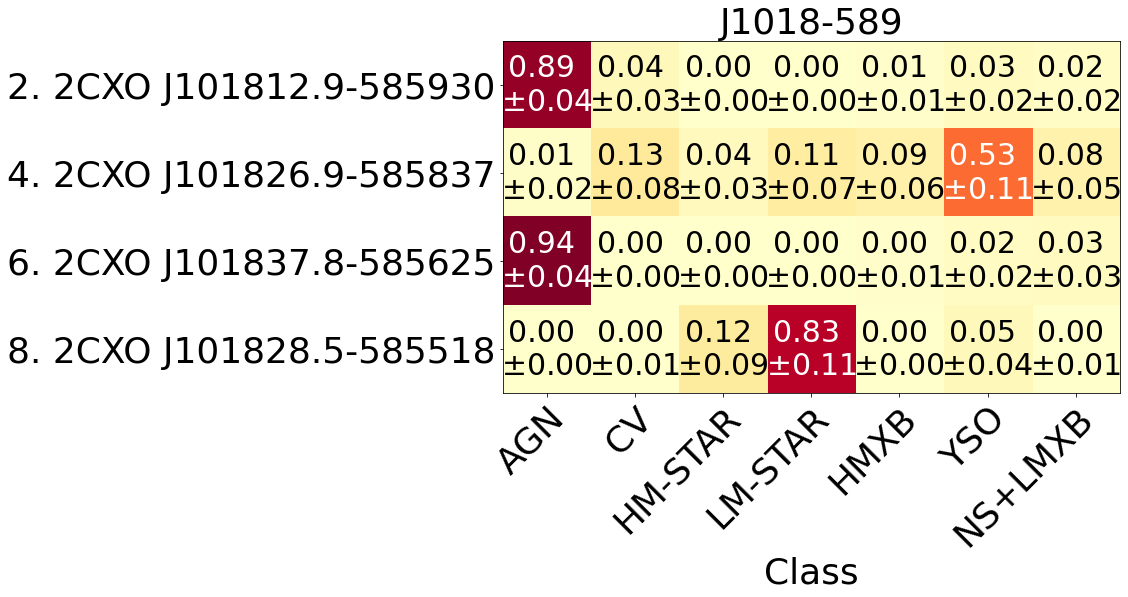 J1018-589
2. 2CXO J101812.9-585930 0.89 0.04 0.00 0.00 0.01 0.03 0.02
±0.04 ±0.03 ±0.00 ±0.00 ±0.01 ±0.02 ±0.02
4. 2CXO J101826.9-585837 0.01 0.13 0.04 0.11 0.09 0.53 0.08
±0.02 ±0.08 ±0.03 ±0.07 ±0.06 ±0.11 ±0.05
6. 2CXO J101837.8-585625 0.94 0.00 0.00 0.00 0.00 0.02 0.03
±0.04 ±0.00 ±0.00 ±0.00 ±0.01 ±0.02 ±0.03
8. 2CXO J101828.5-585518 0.00 0.00 0.12 0.83 0.00 0.05 0.00
±0.00 ±0.01 ±0.09 ±0.11 ±0.00 ±0.04 ±0.01
AGN CV HM-STAR LM-STAR HMXB YSO NS+LMXB
Class